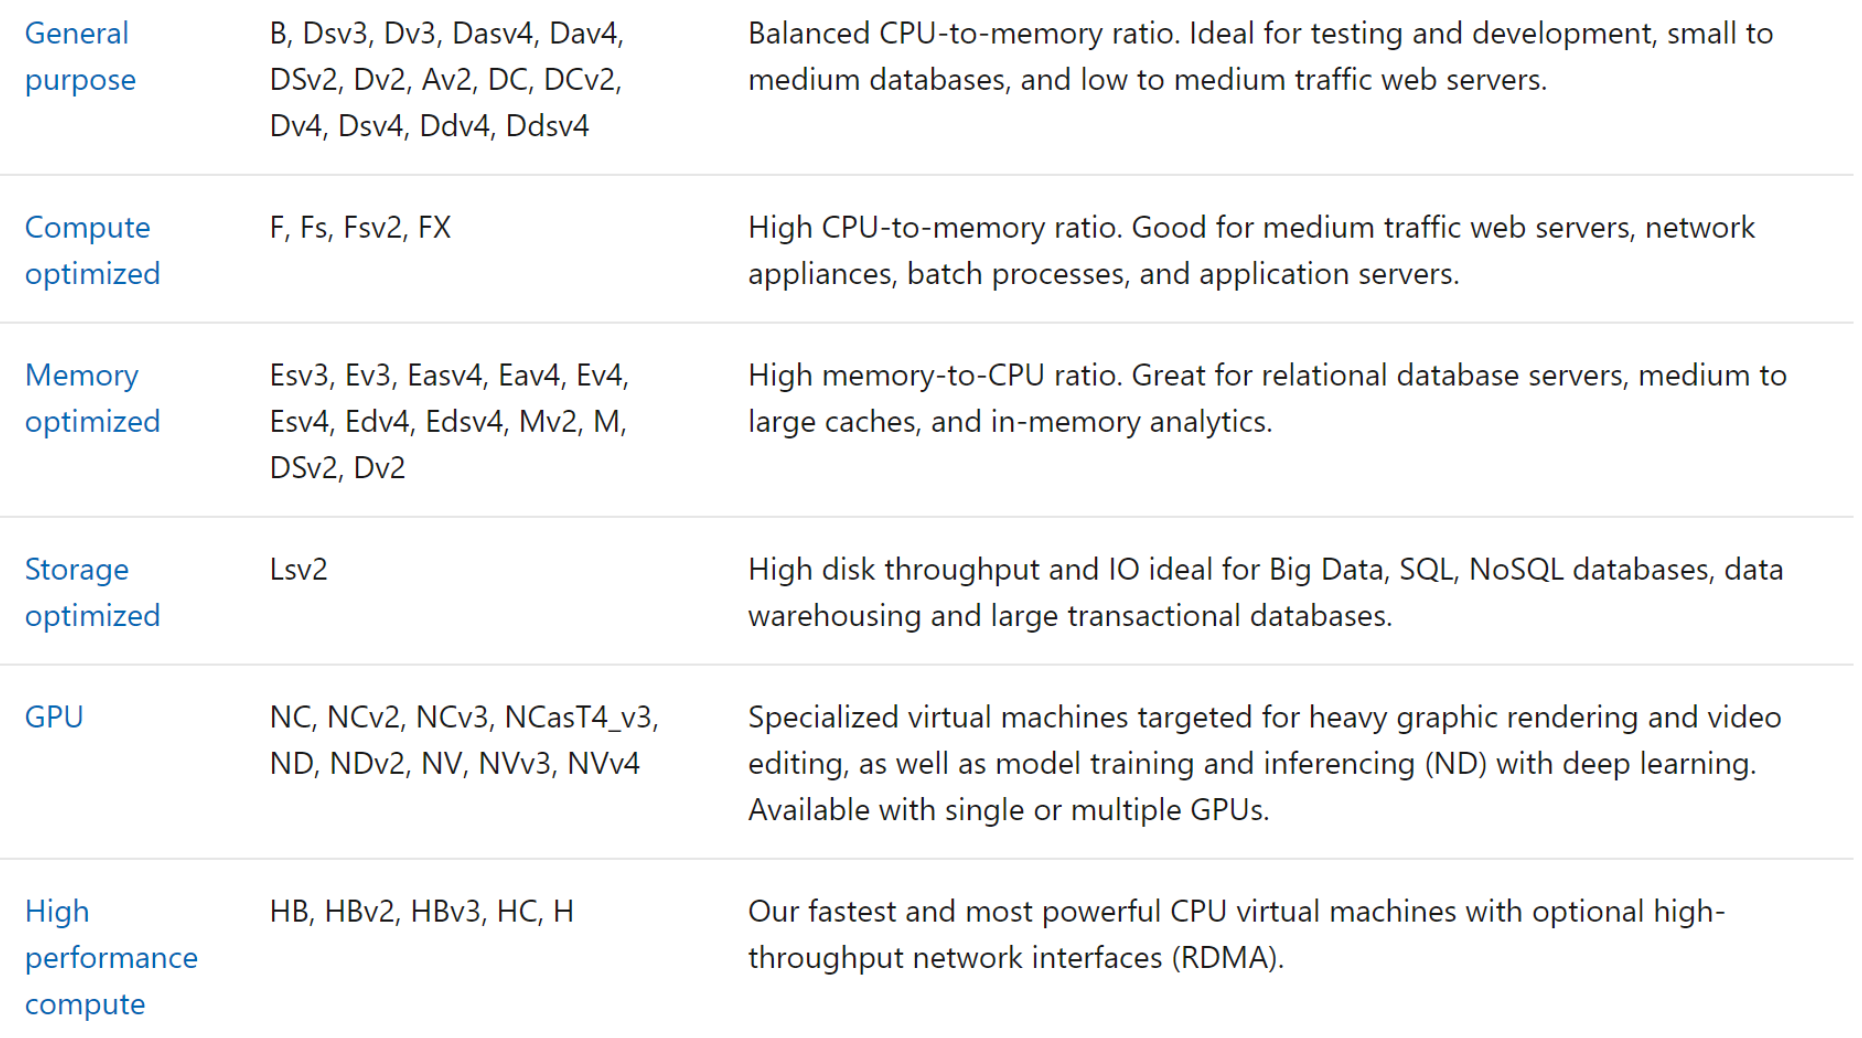 General purpose
B, Dsv3, Dv3, Dasv4, Dav4,
DSv2, Dv2, Av2, DC, DCv2,
Dv4, Dsv4, Ddv4, Ddsv4
Balanced CPU-to-memory ratio. Ideal for testing and development, small to
medium databases, and low to medium traffic web servers.
Compute
optimized
F, Fs, Fsv2, FX
High CPU-to-memory ratio. Good for medium traffic web servers, network
appliances, batch processes, and application servers.
Memory
optimized
Esv3, Ev3, Easv4, Eav4, Ev4,
Esv4, Edv4, Edsv4, Mv2, M,
DSv2, Dv2
High memory-to-CPU ratio. Great for relational database servers, medium to
large caches, and in-memory analytics.
Storage
optimized
Lsv2
High disk throughput and IO ideal for Big Data, SQL, NoSQL databases, data
warehousing and large transactional databases.
GPU
NC, NCv2, NCv3, NCasT4_v3,
ND, NDv2, NV, NVv3, NVv4
Specialized virtual machines targeted for heavy graphic rendering and video
editing, as well as model training and inferencing (ND) with deep learning.
Available with single or multiple GPUs.
High
performance
compute
HB, HBv2, HBv3, HC, H
Our fastest and most powerful CPU virtual machines with optional high-
throughput network interfaces (RDMA).